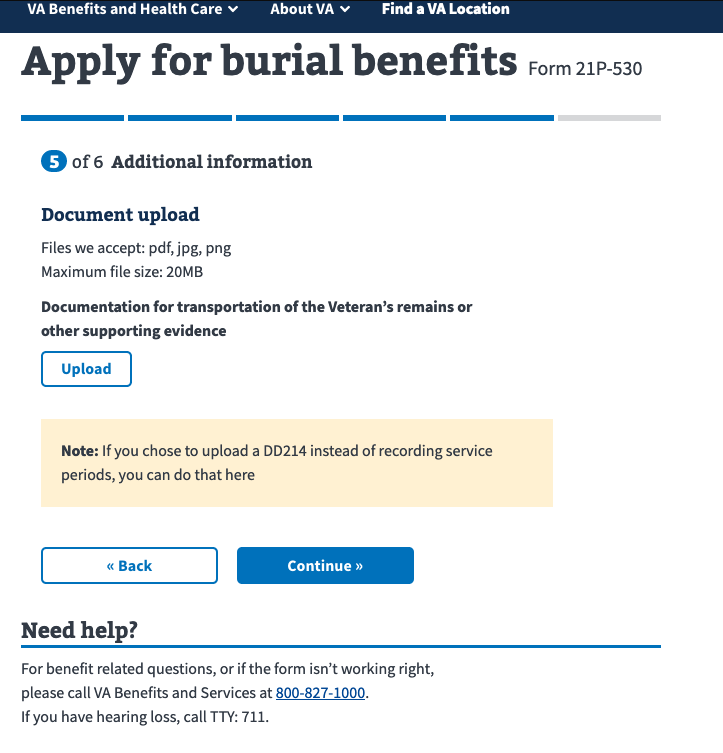 VA Benefits and Health Care About VA Find a VA Location
Apply for burial benefits Form 21P-530
5 of 6 Additional information
Document upload
Files we accept: pdf, jpg, png
Maximum file size: 20MB
Documentation for transportation of the Veteran’s remains or
other supporting evidence
Upload
Note: If you chose to upload a DD214 instead of recording service
periods, you can do that here
« Back Continue »
Need help?
For benefit related questions, or if the form isn’t working right,
please call VA Benefits and Services at 800-827-1000.
If you have hearing loss, call TTY: 711.